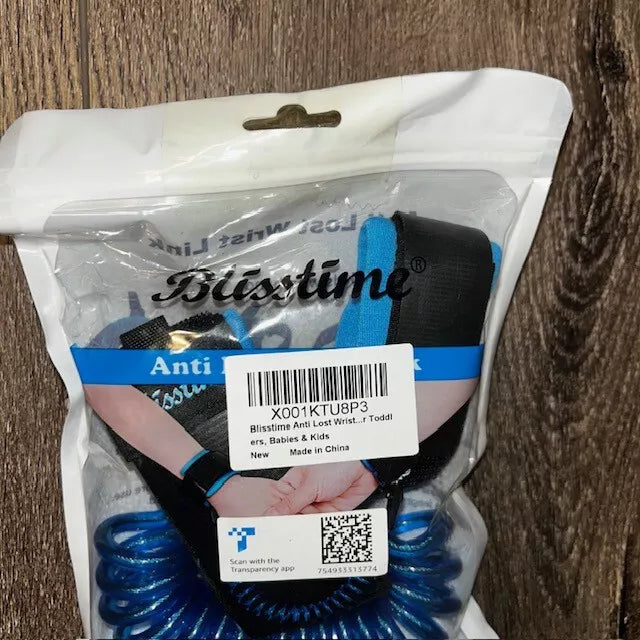 Anti Lost Wrist Link
Blisstime®
Anti k
Blisstime
X001KTU8P3
Blisstime Anti Lost Wrist...r Toddl
ers, Babies & Kids
New Made in China
T
Scan with the
Transparency app
754933313774